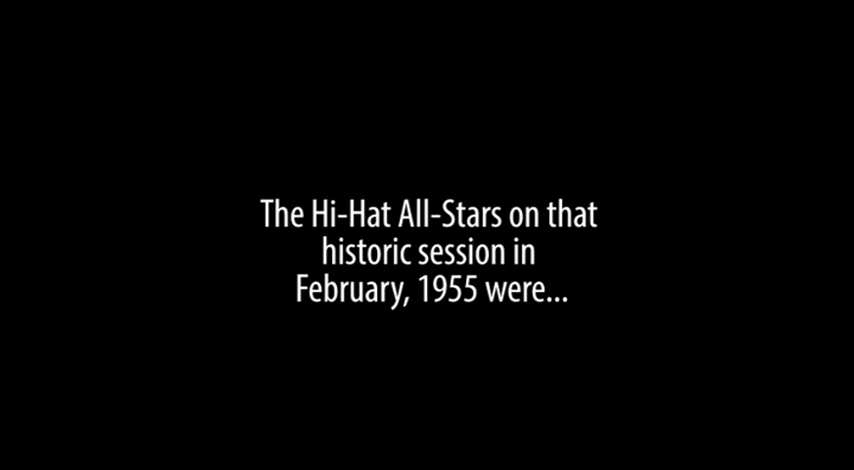 The Hi-Hat All-Stars on that
historic session in
February, 1955 were...